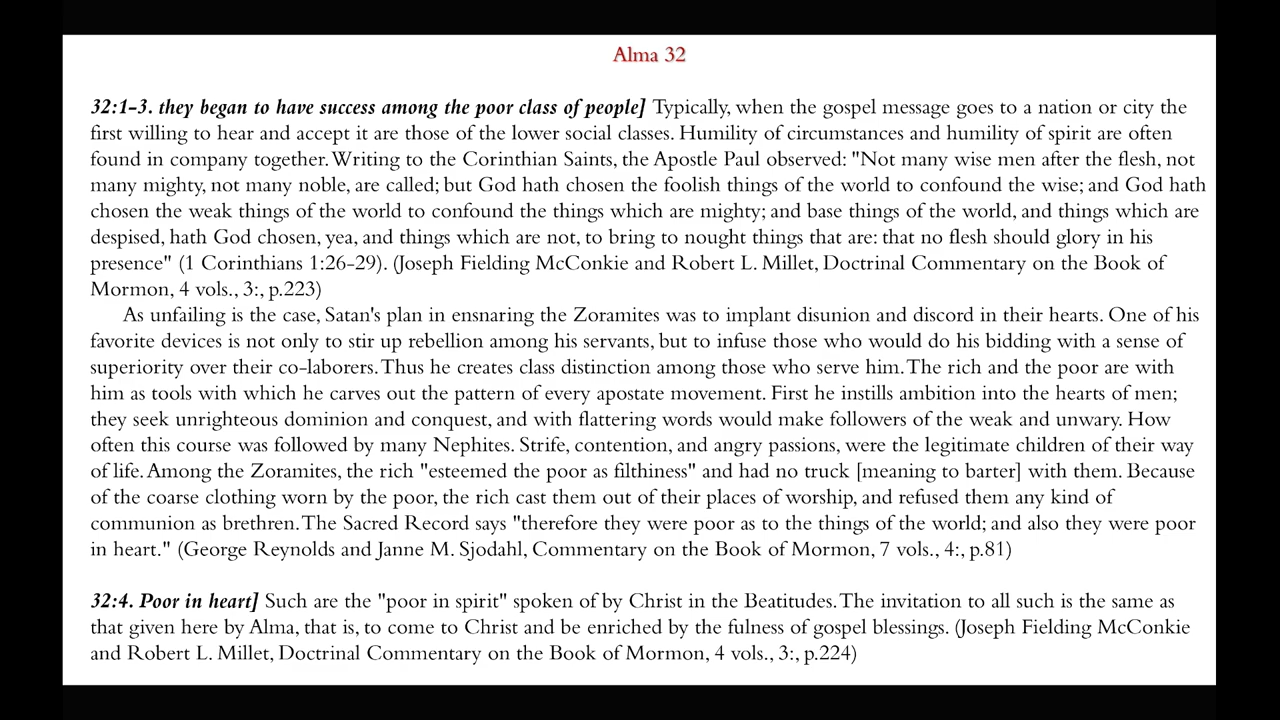 Alma 32
32:1-3. they began to have success among the poor class of people] Typically, when the gospel message goes to a nation or city the
first willing to hear and accept it are those of the lower social classes. Humility of circumstances and humility of spirit are often
found in company together. Writing to the Corinthian Saints, the Apostle Paul observed: "Not many wise men after the flesh, not
many mighty, not many noble, are called; but God hath chosen the foolish things of the world to confound the wise; and God hath
chosen the weak things of the world to confound the things which are mighty; and base things of the world, and things which are
despised, hath God chosen, yea, and things which are not, to bring to nought things that are: that no flesh should glory in his
presence" (1 Corinthians 1:26-29). (Joseph Fielding McConkie and Robert L. Millet, Doctrinal Commentary on the Book of
Mormon, 4 vols., 3:, p.223)
As unfailing is the case, Satan's plan in ensnaring the Zoramites was to implant disunion and discord in their hearts. One of his
favorite devices is not only to stir up rebellion among his servants, but to infuse those who would do his bidding with a sense of
superiority over their co-laborers. Thus he creates class distinction among those who serve him. The rich and the poor are with
him as tools with which he carves out the pattern of every apostate movement. First he instills ambition into the hearts of men;
they seek unrighteous dominion and conquest, and with flattering words would make followers of the weak and unwary. How
often this course was followed by many Nephites. Strife, contention, and angry passions, were the legitimate children of their way
of life. Among the Zoramites, the rich "esteemed the poor as filthiness" and had no truck [meaning to barter] with them. Because
of the coarse clothing worn by the poor, the rich cast them out of their places of worship, and refused them any kind of
communion as brethren. The Sacred Record says "therefore they were poor as to the things of the world; and also they were poor
in heart." (George Reynolds and Janne M. Sjodahl, Commentary on the Book of Mormon, 7 vols., 4:, p.81)
32:4. Poor in heart] Such are the "poor in spirit" spoken of by Christ in the Beatitudes. The invitation to all such is the same as
that given here by Alma, that is, to come to Christ and be enriched by the fulness of gospel blessings. (Joseph Fielding McConkie
and Robert L. Millet, Doctrinal Commentary on the Book of Mormon, 4 vols., 3:, p.224)